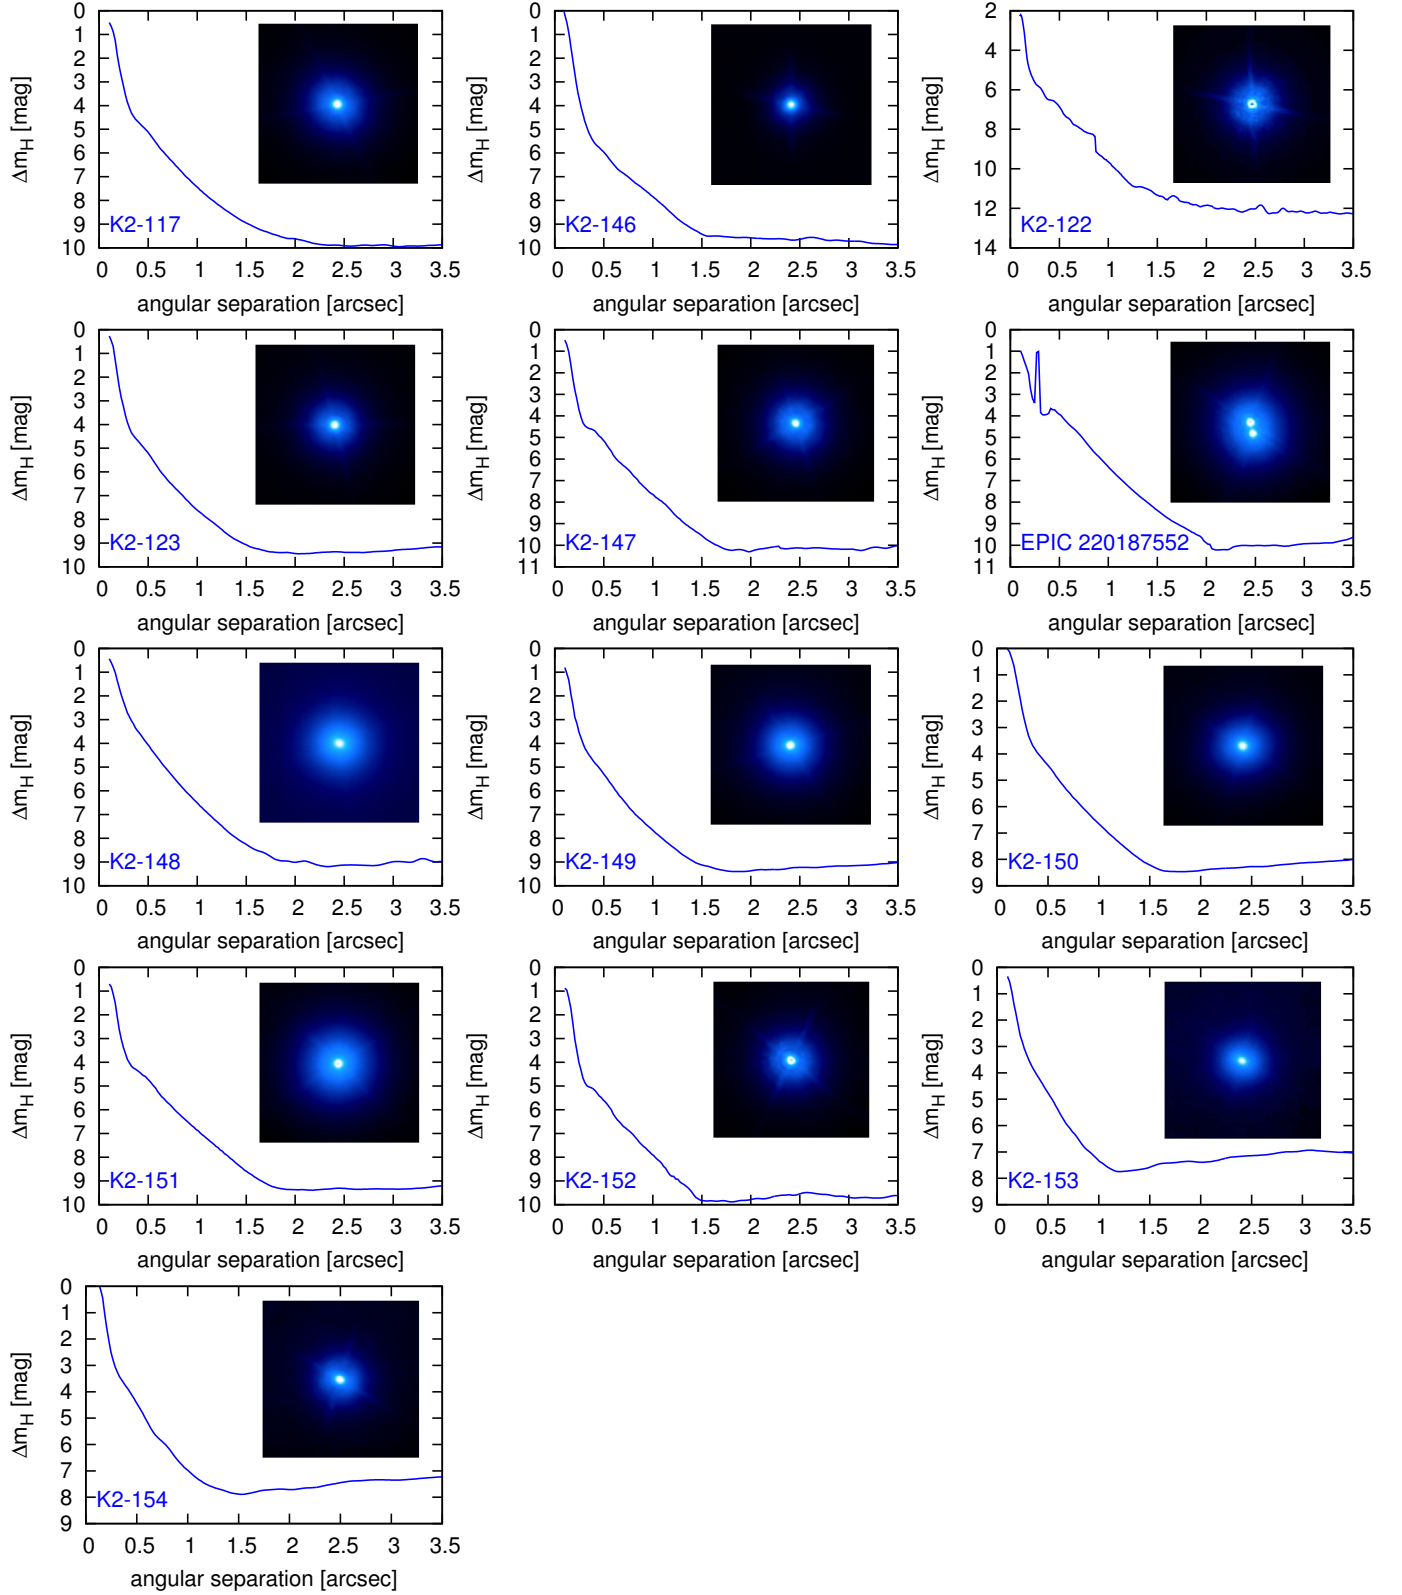 0
1
2
3
4
5
6
7
8
9
10
Δm_H [mag]
K2-117
0 0.5 1 1.5 2 2.5 3 3.5
angular separation [arcsec]
0
1
2
3
4
5
6
7
8
9
10
Δm_H [mag]
K2-146
0 0.5 1 1.5 2 2.5 3 3.5
angular separation [arcsec]
2
4
6
8
10
12
14
Δm_H [mag]
K2-122
0 0.5 1 1.5 2 2.5 3 3.5
angular separation [arcsec]
0
1
2
3
4
5
6
7
8
9
10
Δm_H [mag]
K2-123
0 0.5 1 1.5 2 2.5 3 3.5
angular separation [arcsec]
0
1
2
3
4
5
6
7
8
9
10
11
Δm_H [mag]
K2-147
0 0.5 1 1.5 2 2.5 3 3.5
angular separation [arcsec]
0
1
2
3
4
5
6
7
8
9
10
11
Δm_H [mag]
EPIC 220187552
0 0.5 1 1.5 2 2.5 3 3.5
angular separation [arcsec]
0
1
2
3
4
5
6
7
8
9
10
Δm_H [mag]
K2-148
0 0.5 1 1.5 2 2.5 3 3.5
angular separation [arcsec]
0
1
2
3
4
5
6
7
8
9
10
Δm_H [mag]
K2-149
0 0.5 1 1.5 2 2.5 3 3.5
angular separation [arcsec]
0
1
2
3
4
5
6
7
8
9
Δm_H [mag]
K2-150
0 0.5 1 1.5 2 2.5 3 3.5
angular separation [arcsec]
0
1
2
3
4
5
6
7
8
9
10
Δm_H [mag]
K2-151
0 0.5 1 1.5 2 2.5 3 3.5
angular separation [arcsec]
0
1
2
3
4
5
6
7
8
9
10
Δm_H [mag]
K2-152
0 0.5 1 1.5 2 2.5 3 3.5
angular separation [arcsec]
0
1
2
3
4
5
6
7
8
9
Δm_H [mag]
K2-153
0 0.5 1 1.5 2 2.5 3 3.5
angular separation [arcsec]
0
1
2
3
4
5
6
7
8
9
Δm_H [mag]
K2-154
0 0.5 1 1.5 2 2.5 3 3.5
angular separation [arcsec]